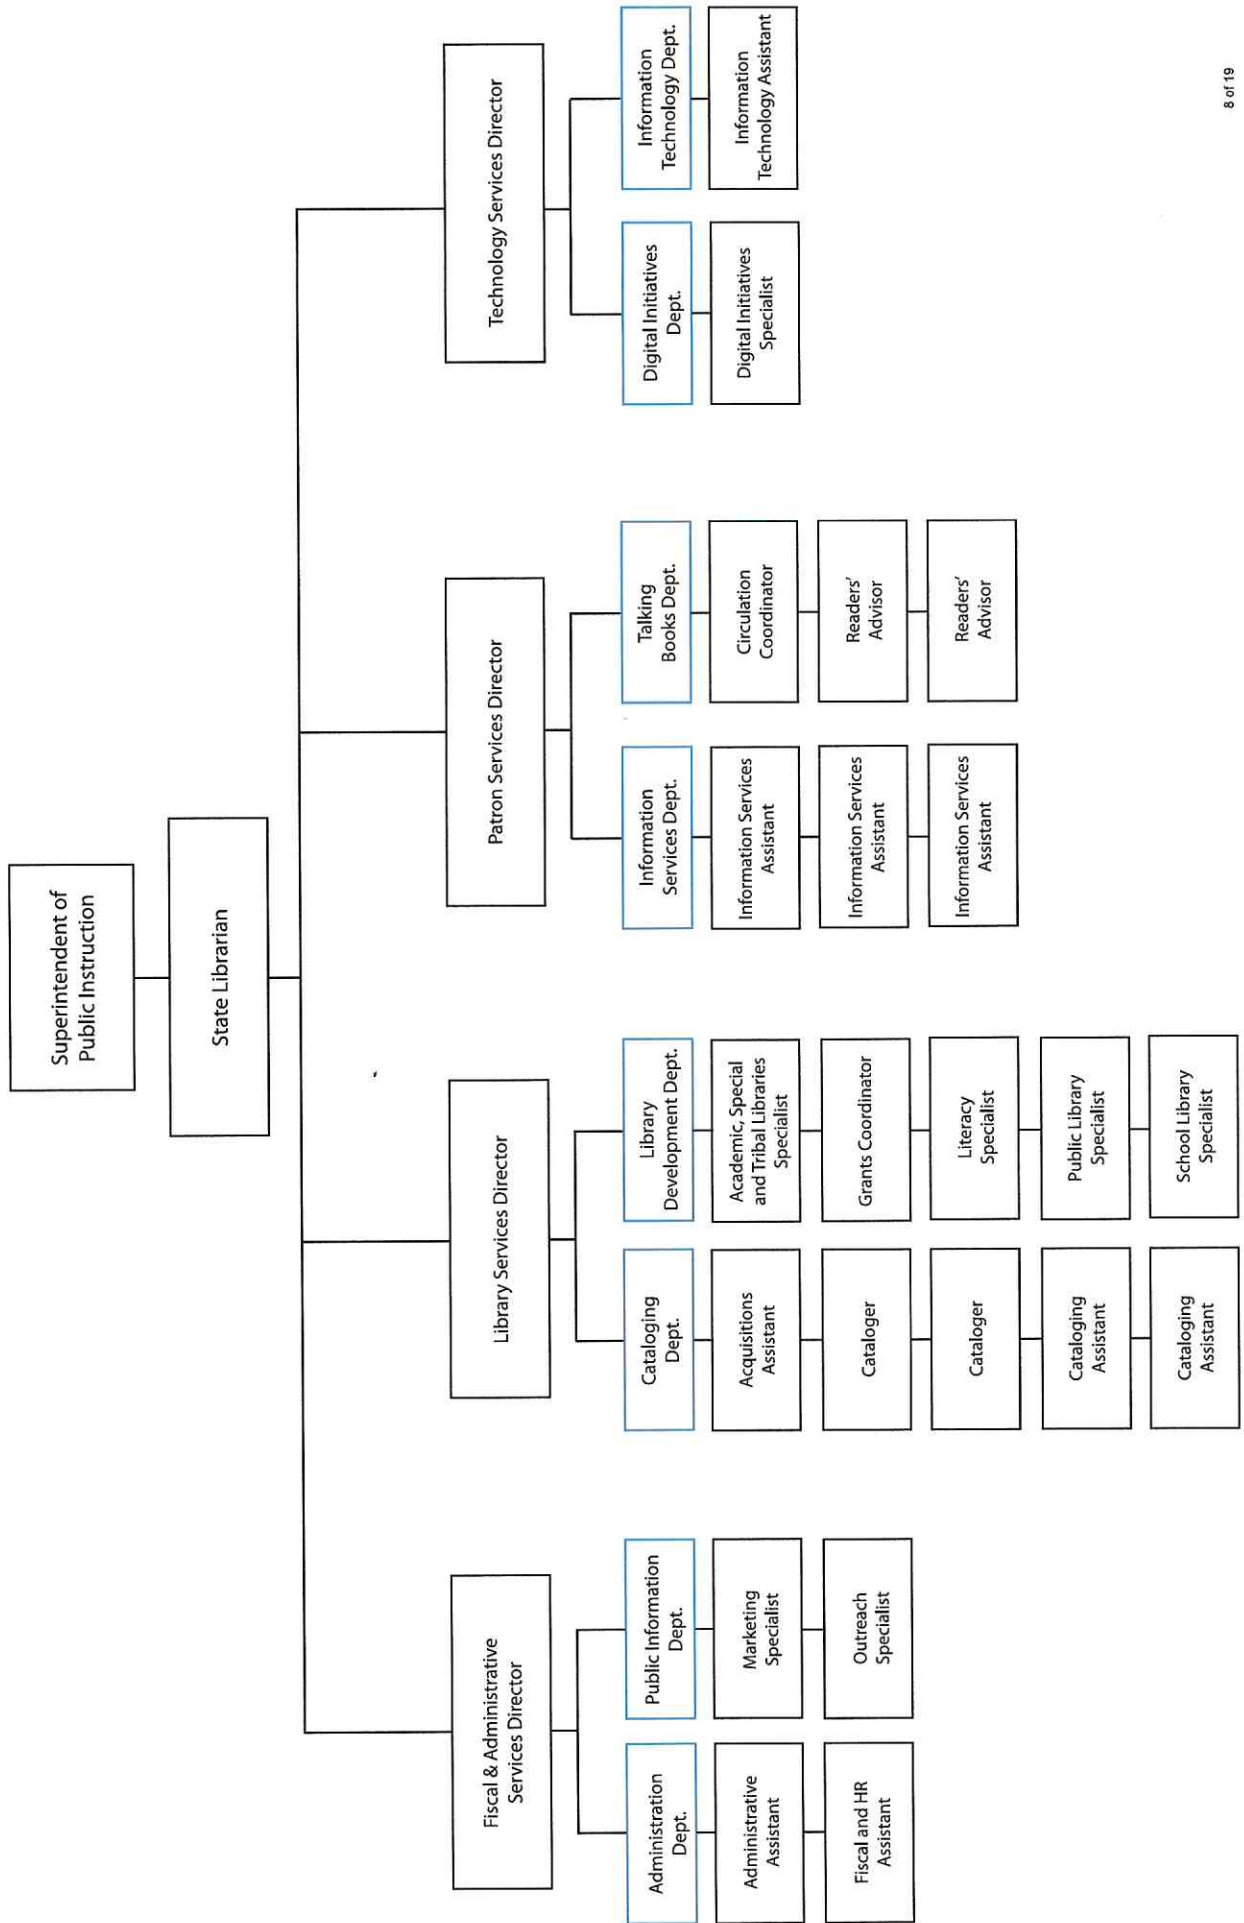 Superintendent of
Public Instruction
State Librarian
Fiscal & Administrative
Services Director
Library Services Director
Patron Services Director
Technology Services Director
Administration
Dept.
Public Information
Dept.
Cataloging
Dept.
Library
Development Dept.
Information
Services Dept.
Talking
Books Dept.
Digital Initiatives
Dept.
Information
Technology Dept.
Administrative
Assistant
Marketing
Specialist
Acquisitions
Assistant
Academic, Special
and Tribal Libraries
Specialist
Information Services
Assistant
Circulation
Coordinator
Digital Initiatives
Specialist
Information
Technology Assistant
Fiscal and HR
Assistant
Outreach
Specialist
Cataloger
Grants Coordinator
Information Services
Assistant
Readers'
Advisor
Cataloger
Literacy
Specialist
Information Services
Assistant
Readers'
Advisor
Cataloging
Assistant
Public Library
Specialist
Cataloging
Assistant
School Library
Specialist
8 of 19